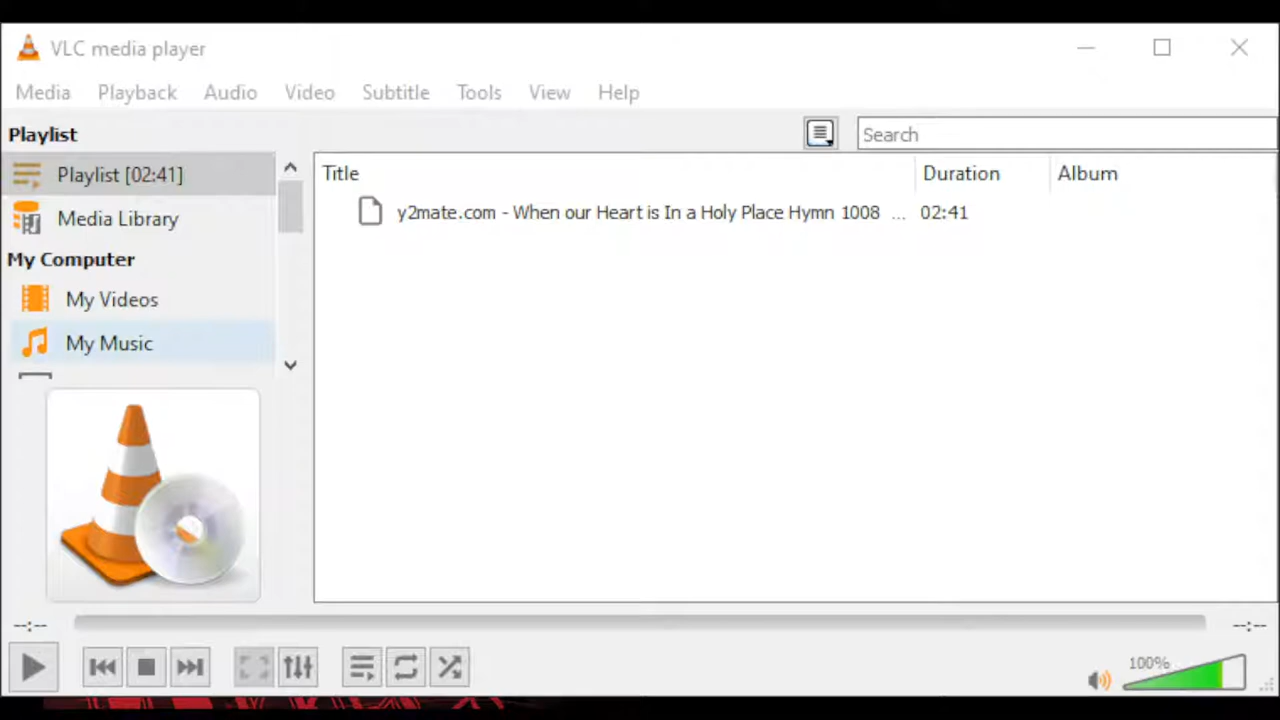 VLC media player
Media Playback Audio Video Subtitle Tools View Help
Playlist
Search
Playlist [02:41]
Media Library
My Computer
My Videos
My Music
Title Duration Album
y2mate.com - When our Heart is In a Holy Place Hymn 1008 ... 02:41
--:-- --:--
100%